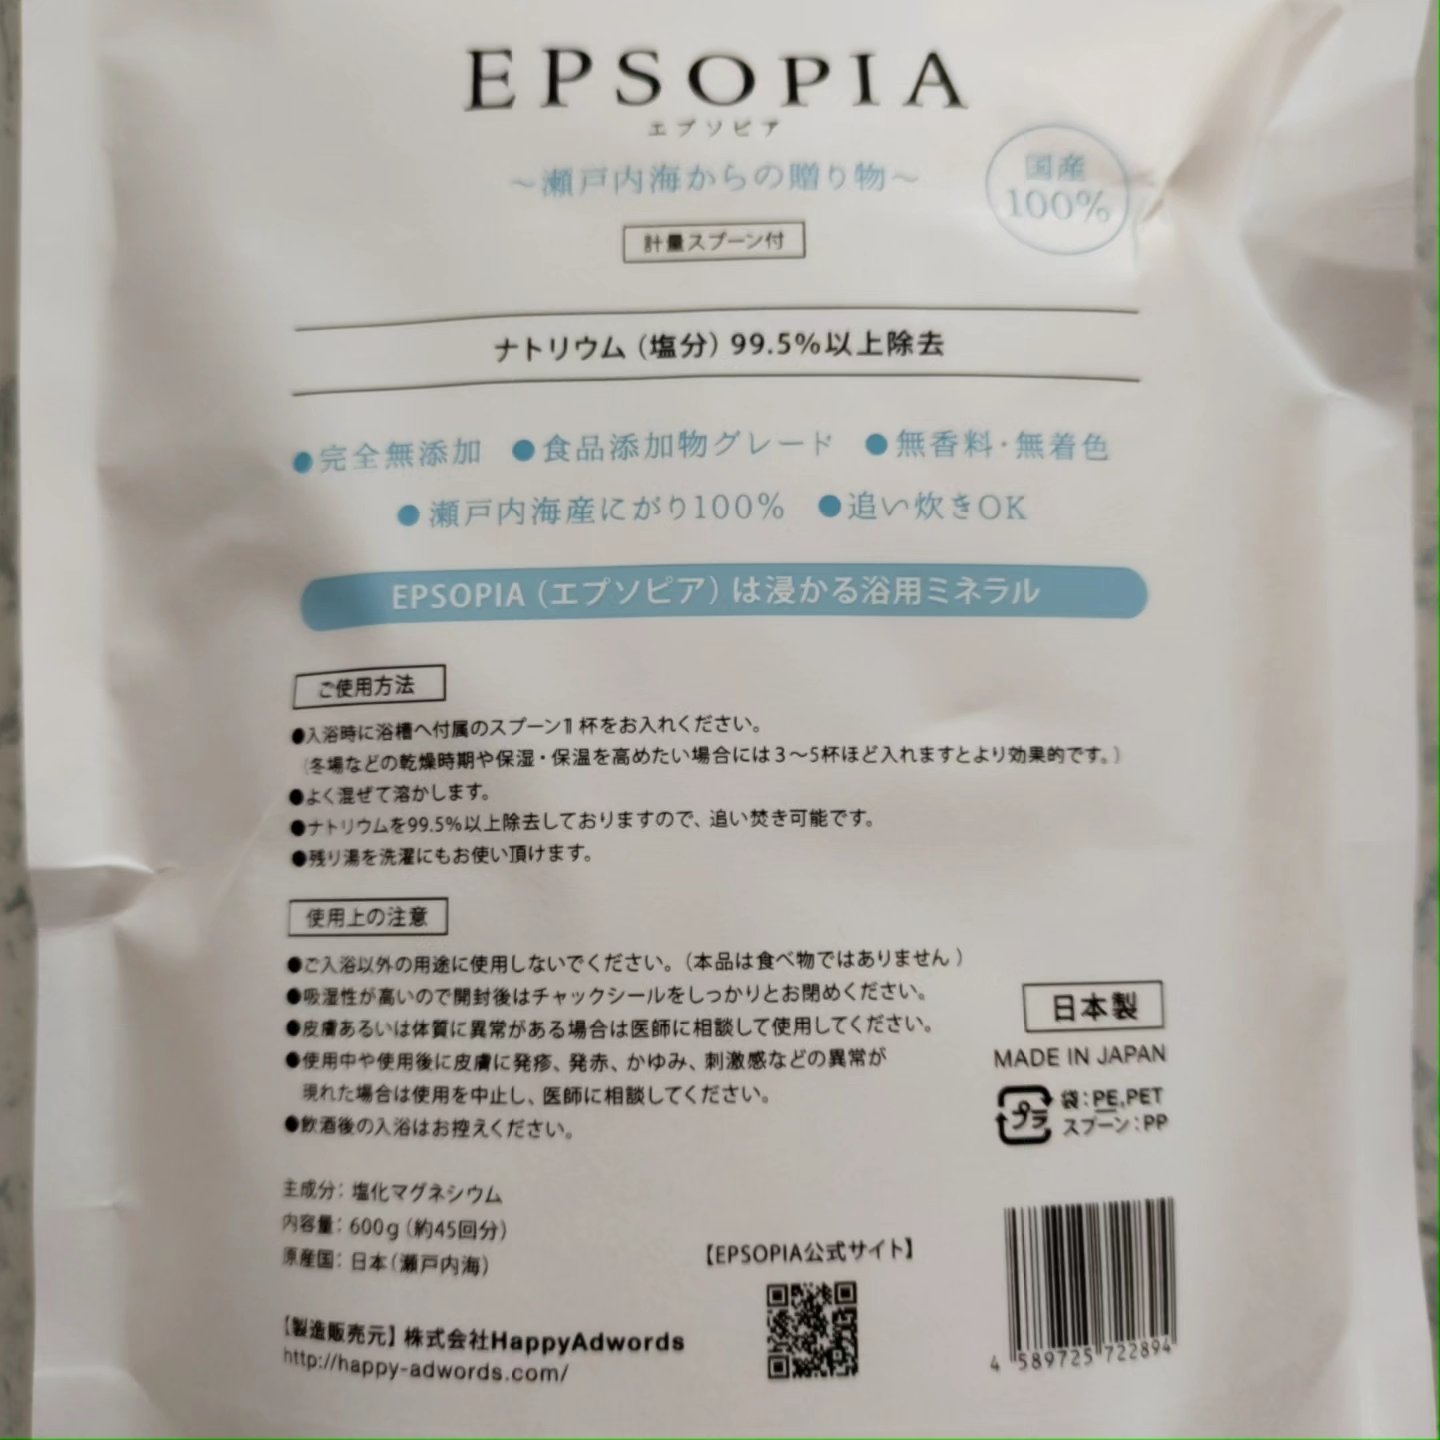 EPSOPIA
エプソピア
～瀬戸内海からの贈り物～
国産
100%
計量スプーン付
ナトリウム（塩分）99.5%以上除去
●完全無添加 ●食品添加物グレード ●無香料・無着色
●瀬戸内海産にがり100% ●追い炊きOK
EPSOPIA（エプソピア）は浸かる浴用ミネラル
ご使用方法
●入浴時に浴槽へ付属のスプーン1杯をお入れください。
（冬場などの乾燥時期や保湿・保温を高めたい場合には3～5杯ほど入れますとより効果的です。）
●よく混ぜて溶かします。
●ナトリウムを99.5%以上除去しておりますので、追い焚き可能です。
●残り湯を洗濯にもお使い頂けます。
使用上の注意
●ご入浴以外の用途に使用しないでください。（本品は食べ物ではありません）
●吸湿性が高いので開封後はチャックシールをしっかりとお閉めください。
●皮膚あるいは体質に異常がある場合は医師に相談して使用してください。
●使用中や使用後に皮膚に発疹、発赤、かゆみ、刺激感などの異常が
現れた場合は使用を中止し、医師に相談してください。
●飲酒後の入浴はお控えください。
日本製
MADE IN JAPAN
プラ
袋：PE,PET
スプーン：PP
主成分：塩化マグネシウム
内容量：600g（約45回分）
原産国：日本（瀬戸内海）
【EPSOPIA公式サイト】
【製造販売元】株式会社HappyAdwords
http://happy-adwords.com/
4 589725 722894